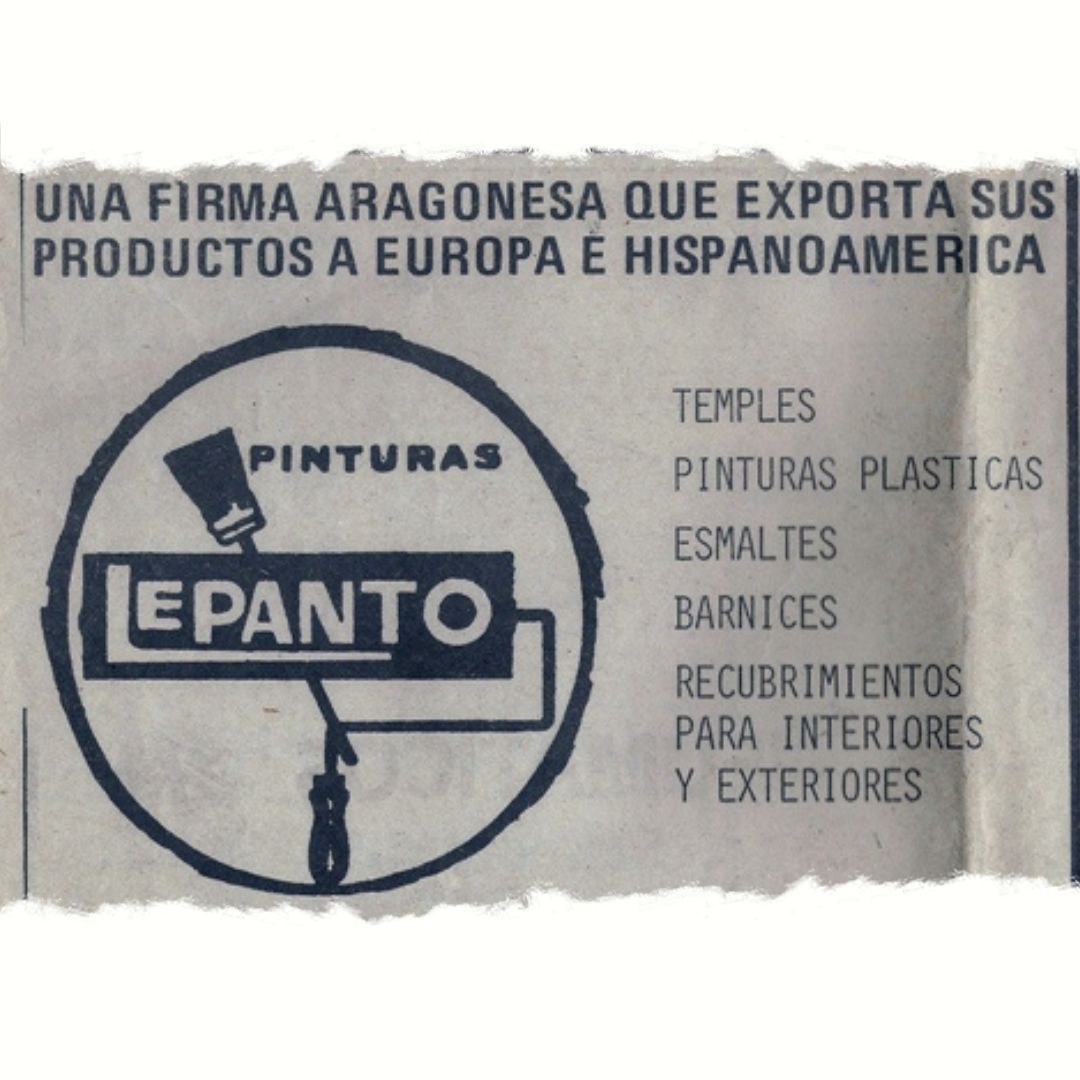 UNA FIRMA ARAGONESA QUE EXPORTA SUS
PRODUCTOS A EUROPA E HISPANOAMERICA
PINTURAS
LEPANTO
TEMPLES
PINTURAS PLASTICAS
ESMALTES
BARNICES
RECUBRIMIENTOS
PARA INTERIORES
Y EXTERIORES